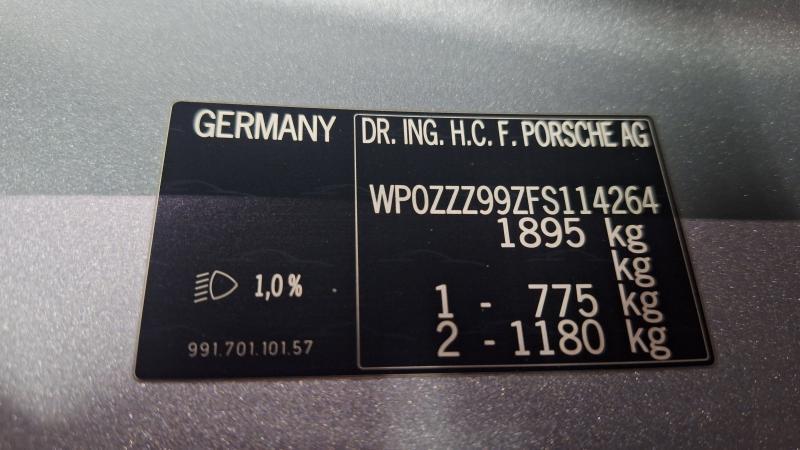 GERMANY
1,0 %
991.701.101.57
DR. ING. H.C. F. PORSCHE AG
WP0ZZZ99ZFS114264
1895 kg
kg
1 - 775 kg
2 - 1180 kg